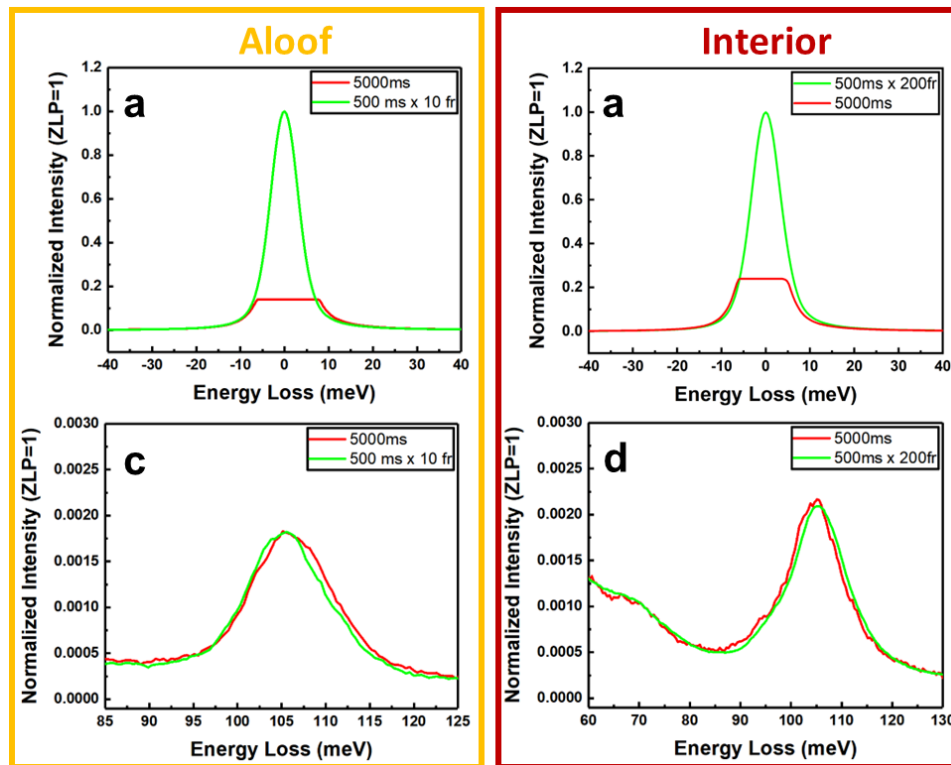 Aloof
a
5000ms
500 ms x 10 fr
Normalized Intensity (ZLP=1)
1.2
1.0
0.8
0.6
0.4
0.2
0.0
-40 -30 -20 -10 0 10 20 30 40
Energy Loss (meV)
c
5000ms
500 ms x 10 fr
Normalized Intensity (ZLP=1)
0.0030
0.0025
0.0020
0.0015
0.0010
0.0005
0.0000
85 90 95 100 105 110 115 120 125
Energy Loss (meV)
Interior
a
500ms x 200fr
5000ms
Normalized Intensity (ZLP=1)
1.2
1.0
0.8
0.6
0.4
0.2
0.0
-40 -30 -20 -10 0 10 20 30 40
Energy Loss (meV)
d
5000ms
500ms x 200fr
Normalized Intensity (ZLP=1)
0.0030
0.0025
0.0020
0.0015
0.0010
0.0005
0.0000
60 70 80 90 100 110 120 130
Energy Loss (meV)